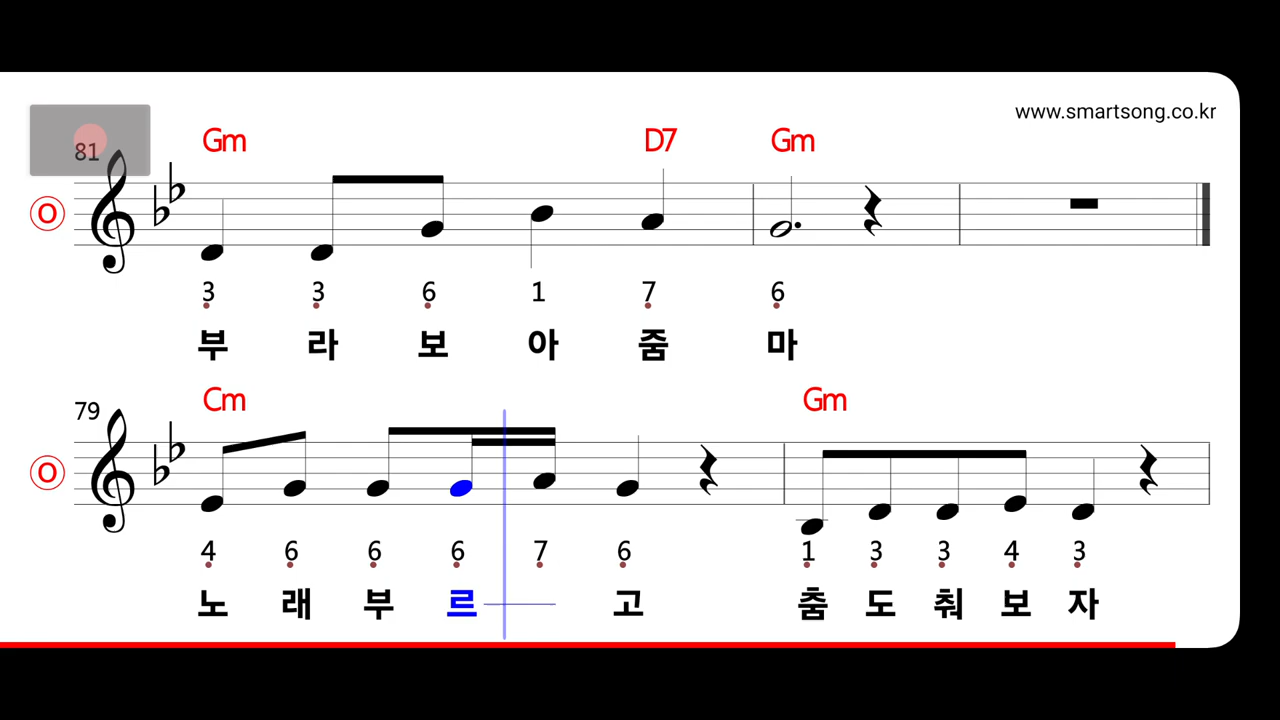 www.smartsong.co.kr
81 Gm D7 Gm
O
3 3 6 1 7 6
부 라 보 아 줌 마
79 Cm Gm
O
4 6 6 6 7 6 1 3 3 4 3
노 래 부 르 고 춤 도 춰 보 자